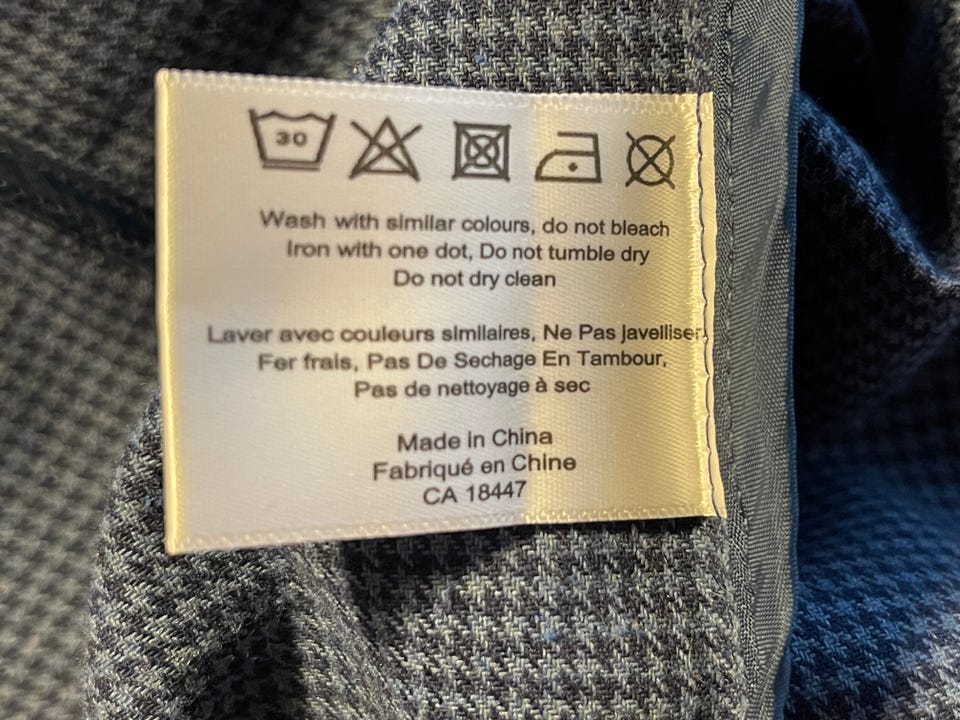 30
Wash with similar colours, do not bleach
Iron with one dot, Do not tumble dry
Do not dry clean
Laver avec couleurs similaires, Ne Pas javelliser,
Fer frais, Pas De Sechage En Tambour,
Pas de nettoyage à sec
Made in China
Fabriqué en Chine
CA 18447